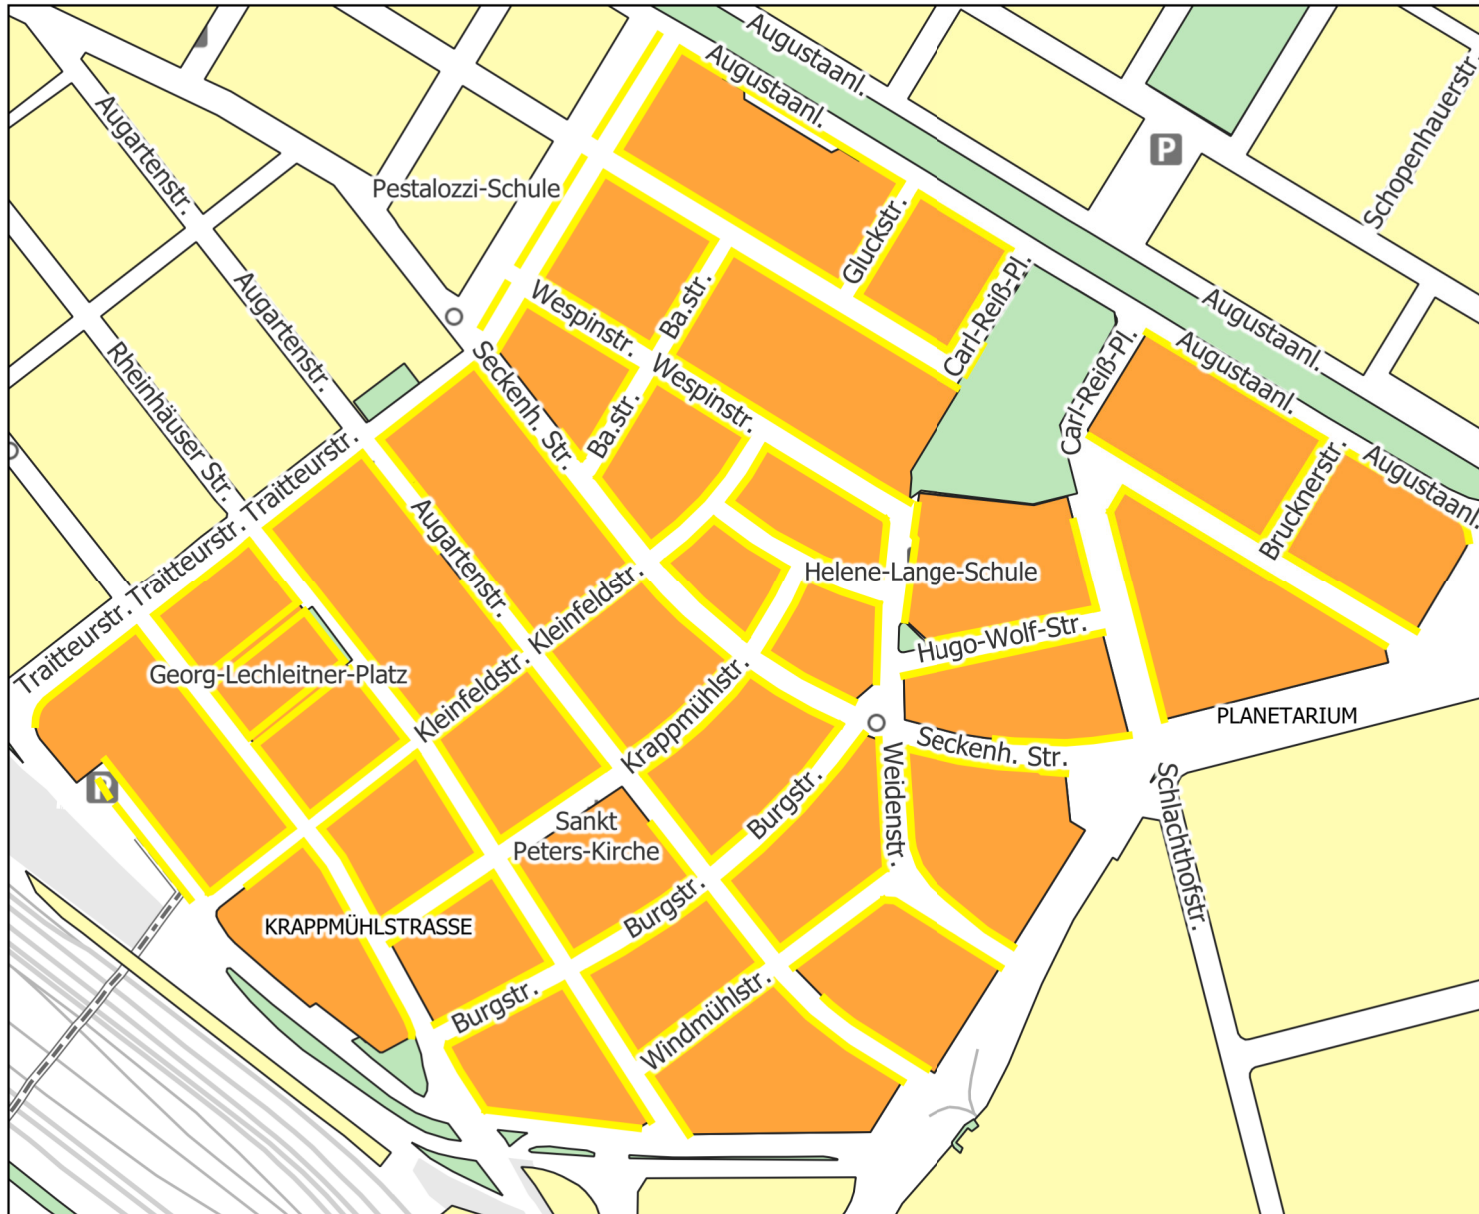 Augustaanl.
Augustaanl.
Schopenhauerstr.
Augartenstr.
P
Pestalozzi-Schule
Gluckstr.
Carl-Reiß-Pl.
Augartenstr.
Ba.str.
Wespinstr.
Augustaanl.
Augustaanl.
Carl-Reiß-Pl.
Rheinhäuser Str.
Seckenh. Str.
Wespinstr.
Ba.str.
Brucknerstr.
Augustaanl.
Traitteurstr.
Traitteurstr.
Traitteurstr.
Augartenstr.
Helene-Lange-Schule
Kleinfeldstr.
Kleinfeldstr.
Hugo-Wolf-Str.
Georg-Lechleitner-Platz
Krappmühlstr.
PLANETARIUM
Seckenh. Str.
Weidenstr.
Burgstr.
Schlachthofstr.
P
Sankt
Peters-Kirche
Burgstr.
KRAPPMÜHLSTRASSE
Burgstr.
Windmühlstr.